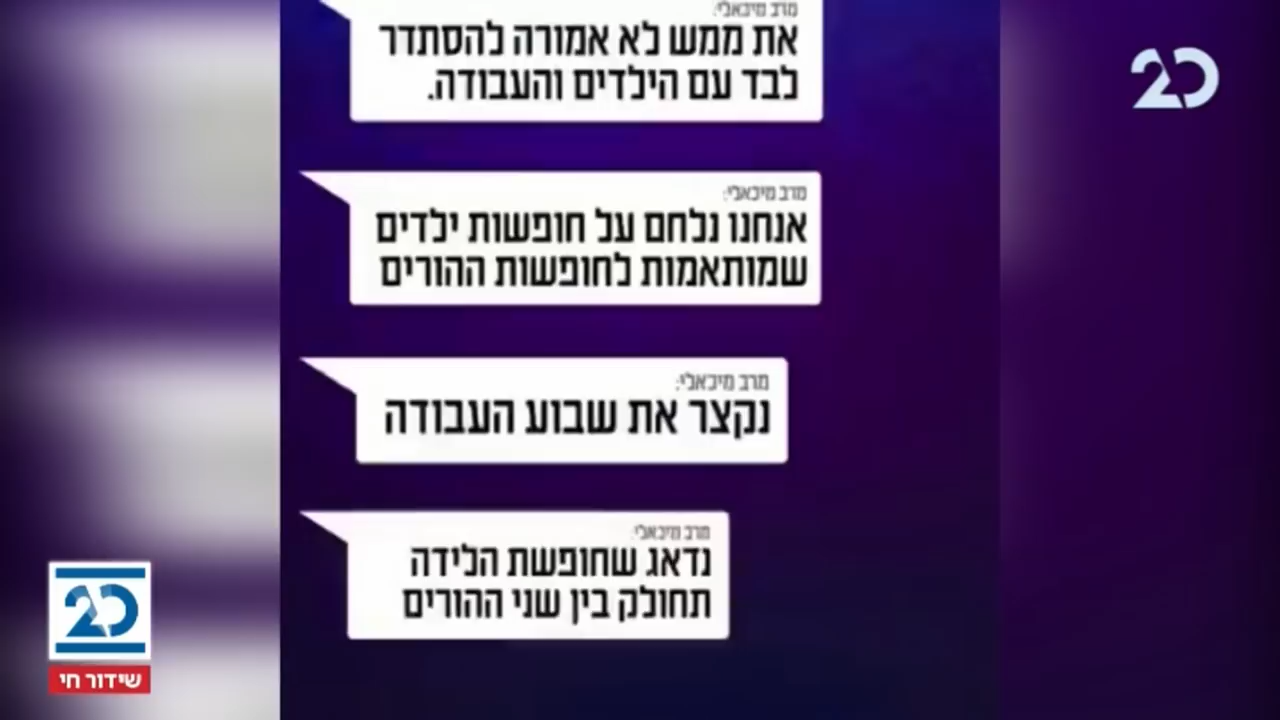 מרב מיכאלי:
את ממש לא אמורה להסתדר
לבד עם הילדים והעבודה.
מרב מיכאלי:
אנחנו נלחם על חופשות ילדים
שמותאמות לחופשות ההורים
מרב מיכאלי:
נקצר את שבוע העבודה
מרב מיכאלי:
נדאג שחופשת הלידה
תחולק בין שני ההורים
20
20
שידור חי